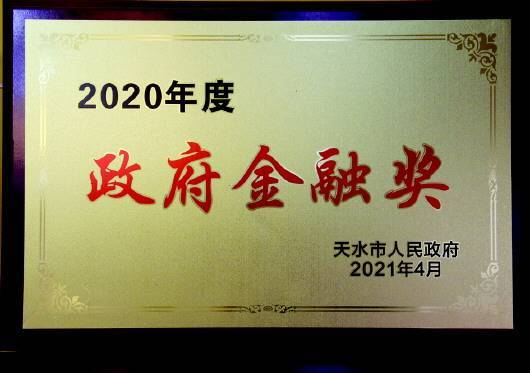 2020年度
政府金融奖
天水市人民政府
2021年4月